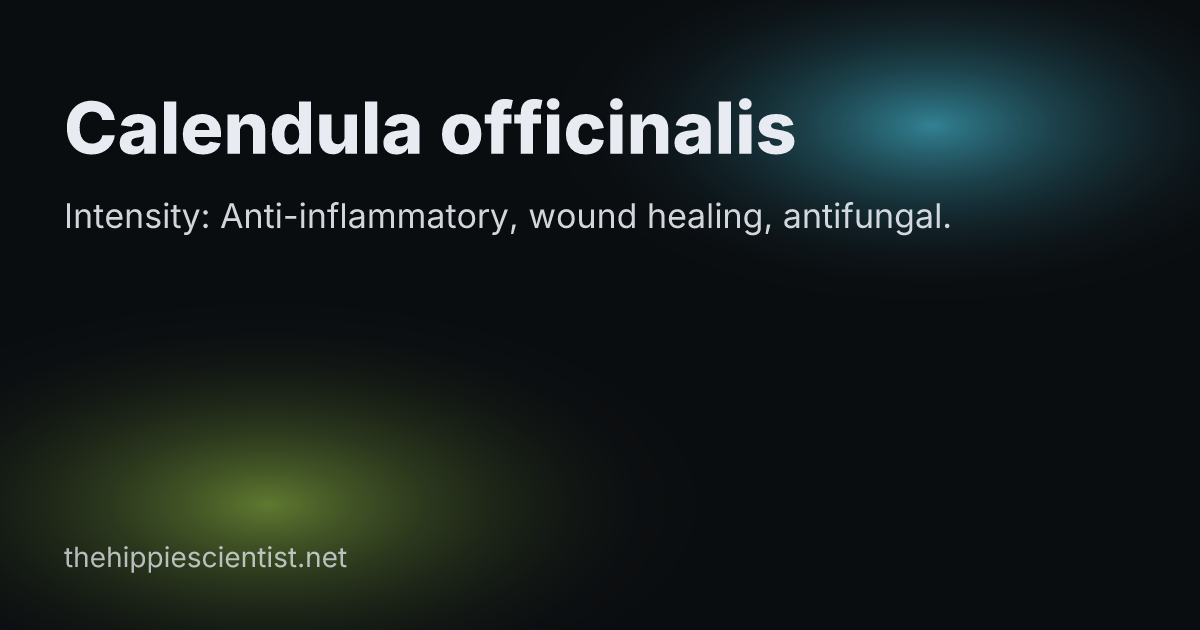 Calendula officinalis
Intensity: Anti-inflammatory, wound healing, antifungal.
thehippiescientist.net